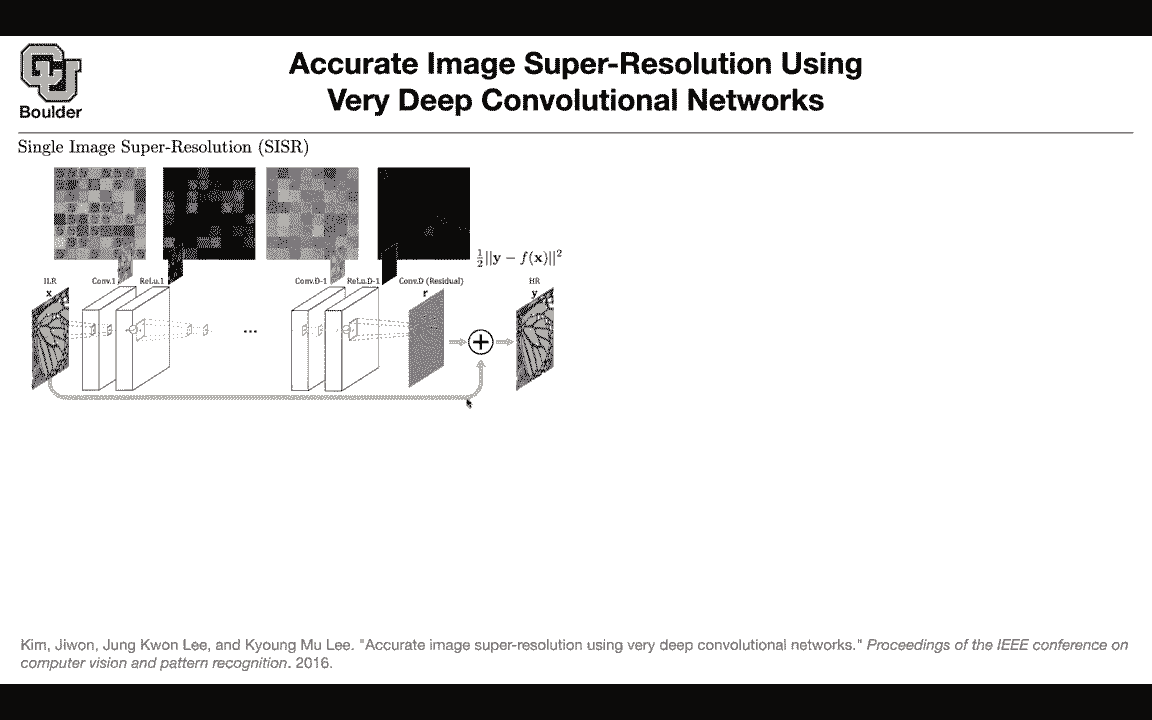 Accurate Image Super-Resolution Using
Very Deep Convolutional Networks
CU
Boulder
Single Image Super-Resolution (SISR)
½||y − f(x)||²
ILR
x
Conv.1
ReLu.1
...
Conv.D-1
ReLu.D-1
Conv.D (Residual)
r
HR
y
Kim, Jiwon, Jung Kwon Lee, and Kyoung Mu Lee. "Accurate image super-resolution using very deep convolutional networks." Proceedings of the IEEE conference on
computer vision and pattern recognition. 2016.